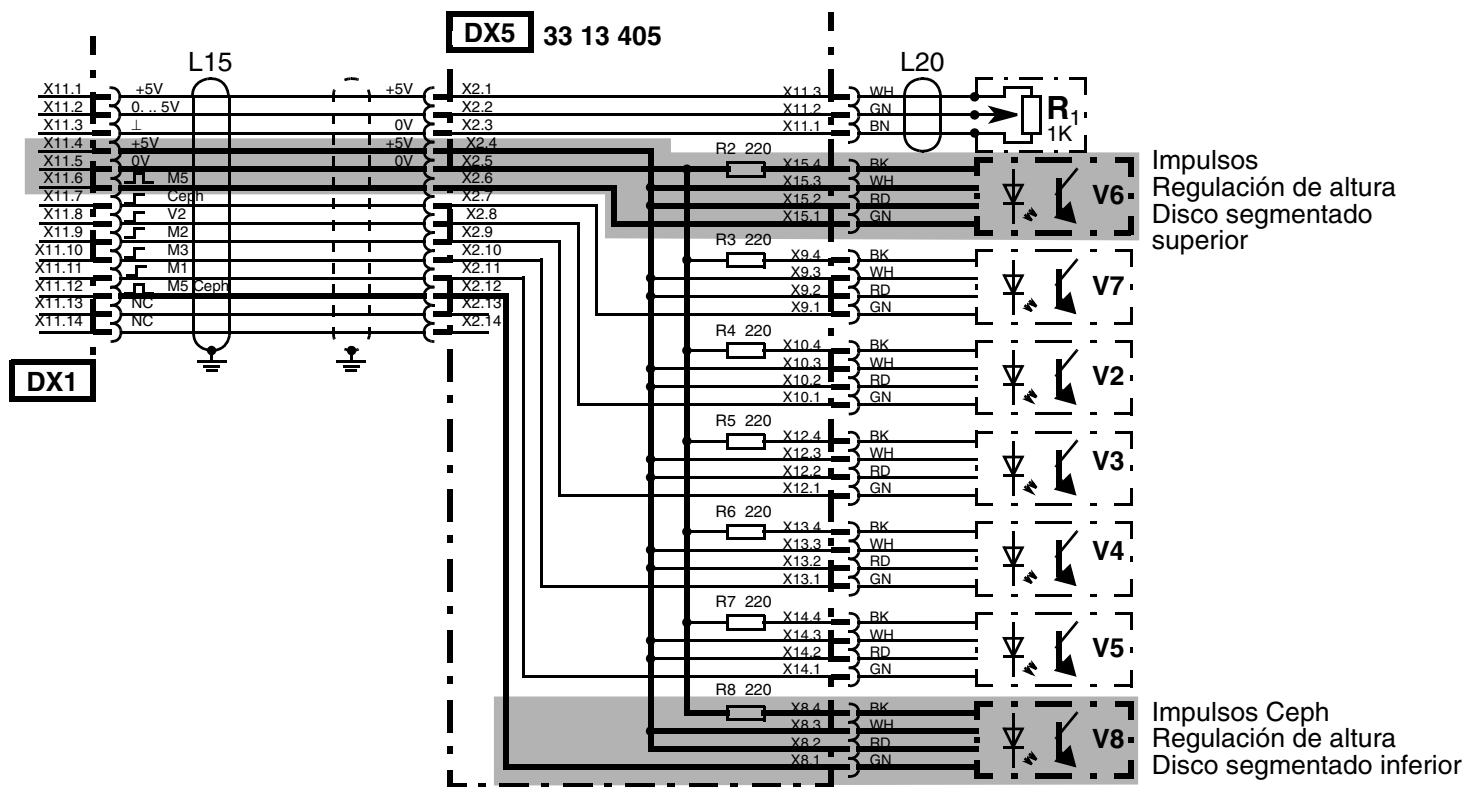 DX5 33 13 405
L15
L20
X11.1 +5V +5V X2.1 X11.3 WH
X11.2 0. .. 5V X2.2 X11.2 GN R1
X11.3 ⊥ 0V X2.3 X11.1 BN 1K
X11.4 +5V +5V X2.4
X11.5 0V 0V X2.5
X11.6 M5 X2.6
X11.7 Ceph X2.7
X11.8 V2 X2.8
X11.9 M2 X2.9
X11.10 M3 X2.10
X11.11 M1 X2.11
X11.12 M5 Ceph X2.12
X11.13 NC X2.13
X11.14 NC X2.14
DX1
R2 220
X15.4 BK
X15.3 WH
X15.2 RD
X15.1 GN
V6
Impulsos
Regulación de altura
Disco segmentado
superior
R3 220
X9.4 BK
X9.3 WH
X9.2 RD
X9.1 GN
V7
R4 220
X10.4 BK
X10.3 WH
X10.2 RD
X10.1 GN
V2
R5 220
X12.4 BK
X12.3 WH
X12.2 RD
X12.1 GN
V3
R6 220
X13.4 BK
X13.3 WH
X13.2 RD
X13.1 GN
V4
R7 220
X14.4 BK
X14.3 WH
X14.2 RD
X14.1 GN
V5
R8 220
X8.4 BK
X8.3 WH
X8.2 RD
X8.1 GN
V8
Impulsos Ceph
Regulación de altura
Disco segmentado inferior